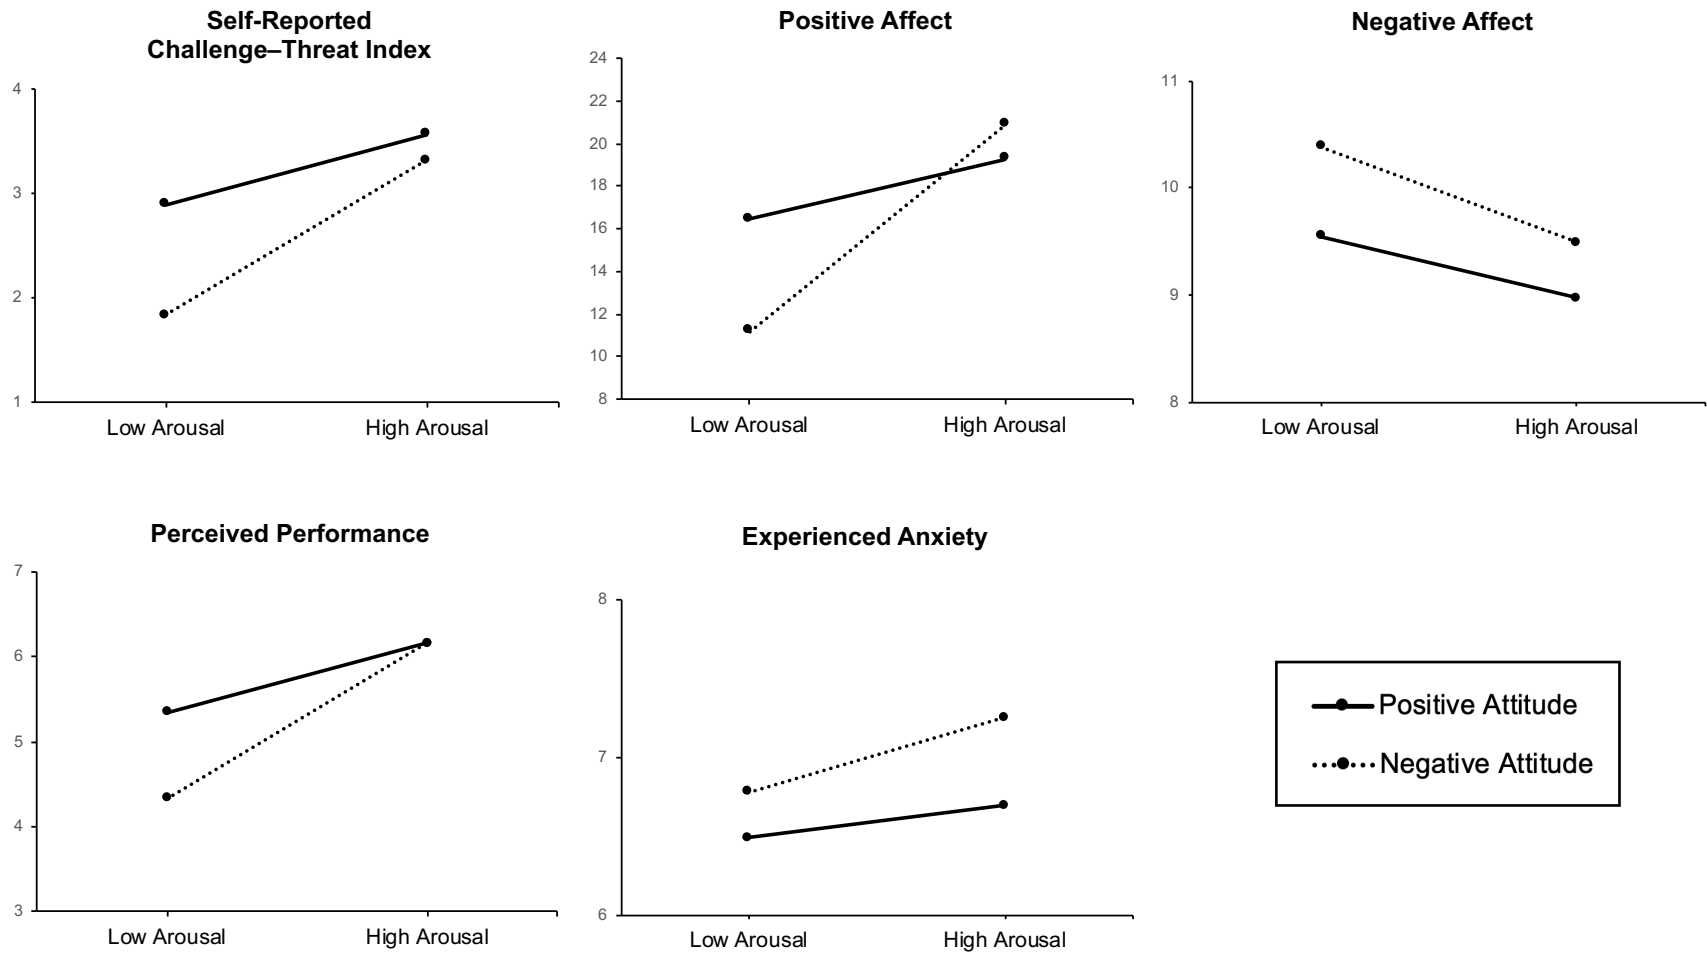 Self-Reported
Challenge–Threat Index
4
3
2
1
Low Arousal
High Arousal
Positive Affect
24
22
20
18
16
14
12
10
8
Low Arousal
High Arousal
Negative Affect
11
10
9
8
Low Arousal
High Arousal
Perceived Performance
7
6
5
4
3
Low Arousal
High Arousal
Experienced Anxiety
8
7
6
Low Arousal
High Arousal
Positive Attitude
Negative Attitude